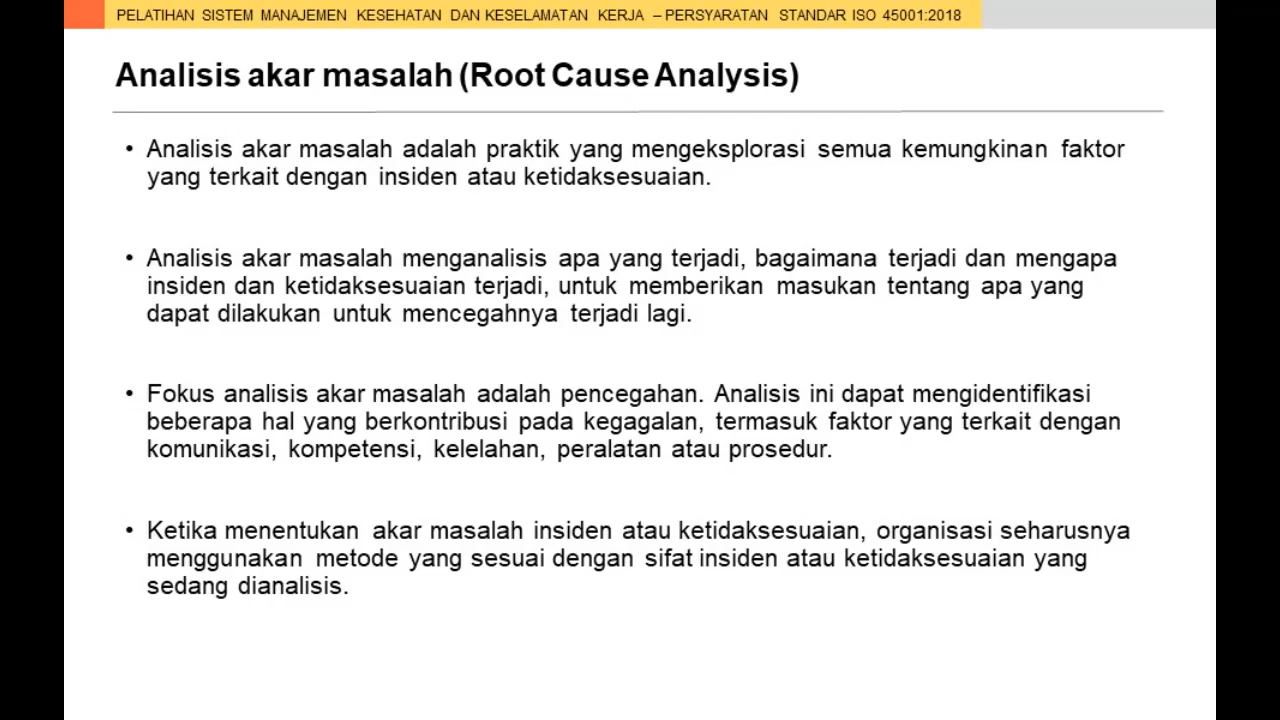 PELATIHAN SISTEM MANAJEMEN KESEHATAN DAN KESELAMATAN KERJA – PERSYARATAN STANDAR ISO 45001:2018
Analisis akar masalah (Root Cause Analysis)
• Analisis akar masalah adalah praktik yang mengeksplorasi semua kemungkinan faktor
yang terkait dengan insiden atau ketidaksesuaian.
• Analisis akar masalah menganalisis apa yang terjadi, bagaimana terjadi dan mengapa
insiden dan ketidaksesuaian terjadi, untuk memberikan masukan tentang apa yang
dapat dilakukan untuk mencegahnya terjadi lagi.
• Fokus analisis akar masalah adalah pencegahan. Analisis ini dapat mengidentifikasi
beberapa hal yang berkontribusi pada kegagalan, termasuk faktor yang terkait dengan
komunikasi, kompetensi, kelelahan, peralatan atau prosedur.
• Ketika menentukan akar masalah insiden atau ketidaksesuaian, organisasi seharusnya
menggunakan metode yang sesuai dengan sifat insiden atau ketidaksesuaian yang
sedang dianalisis.